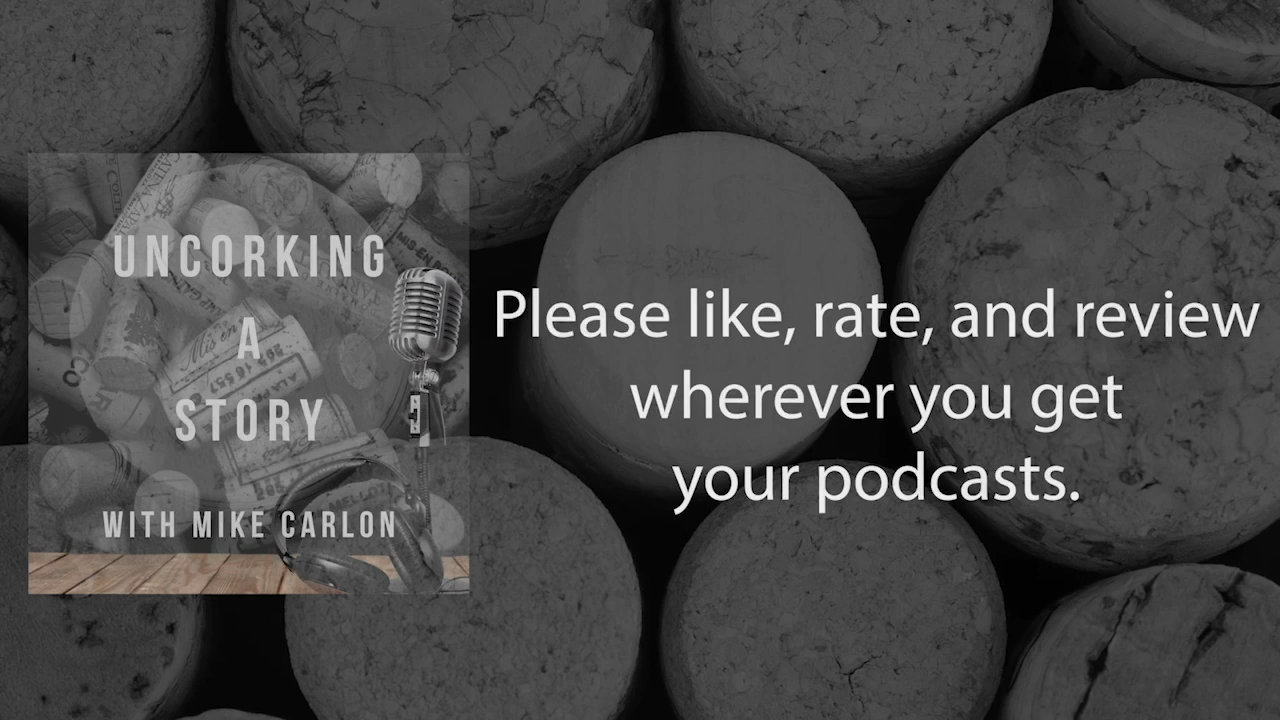 UNCORKING
A
STORY
WITH MIKE CARLON
Please like, rate, and review
wherever you get
your podcasts.